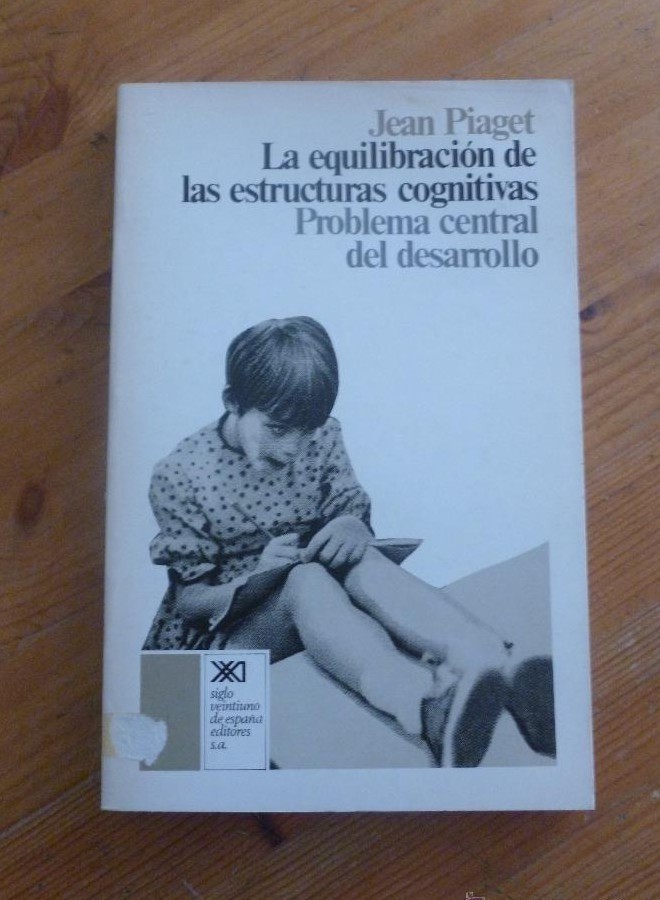 Jean Piaget
La equilibración de
las estructuras cognitivas
Problema central
del desarrollo
XXI
siglo
veintiuno
de españa
editores
s.a.